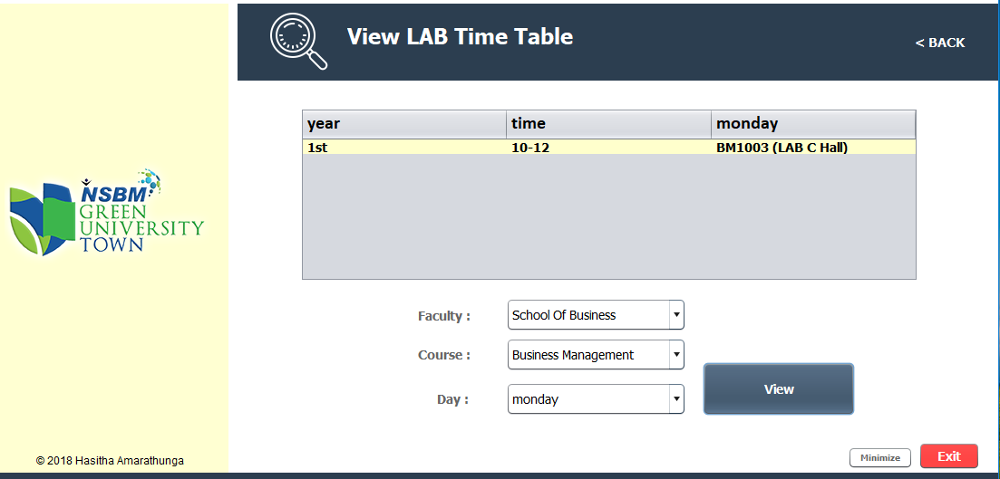 View LAB Time Table
< BACK
year time monday
1st 10-12 BM1003 (LAB C Hall)
NSBM
GREEN
UNIVERSITY
TOWN
Faculty : School Of Business
Course : Business Management
Day : monday
View
© 2018 Hasitha Amarathunga
Minimize Exit